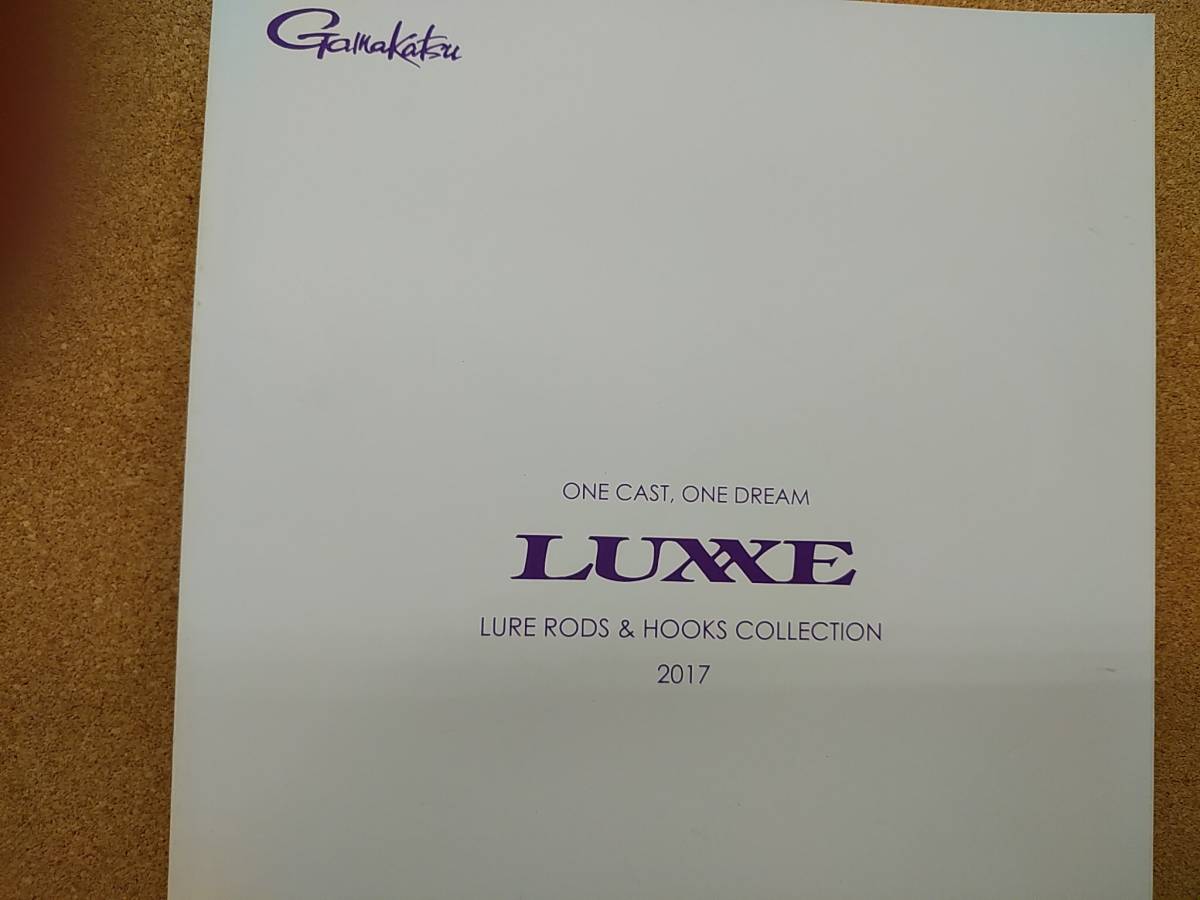 Gamakatsu
ONE CAST, ONE DREAM
LUXXE
LURE RODS & HOOKS COLLECTION
2017